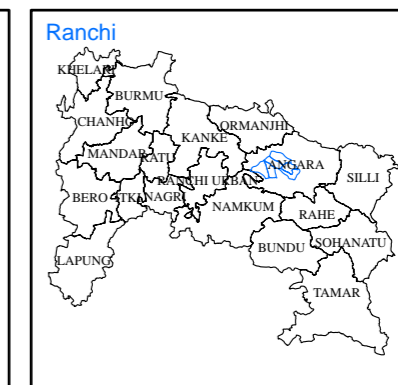 Ranchi
KHELARI
BURMU
CHANHO
ORMANJHI
KANKE
MANDAR
RATU
ANGARA
SILLI
RANCHI URBAN
BERO
ITKI
NAGRI
NAMKUM
RAHE
BUNDU
SOHANATU
LAPUNG
TAMAR